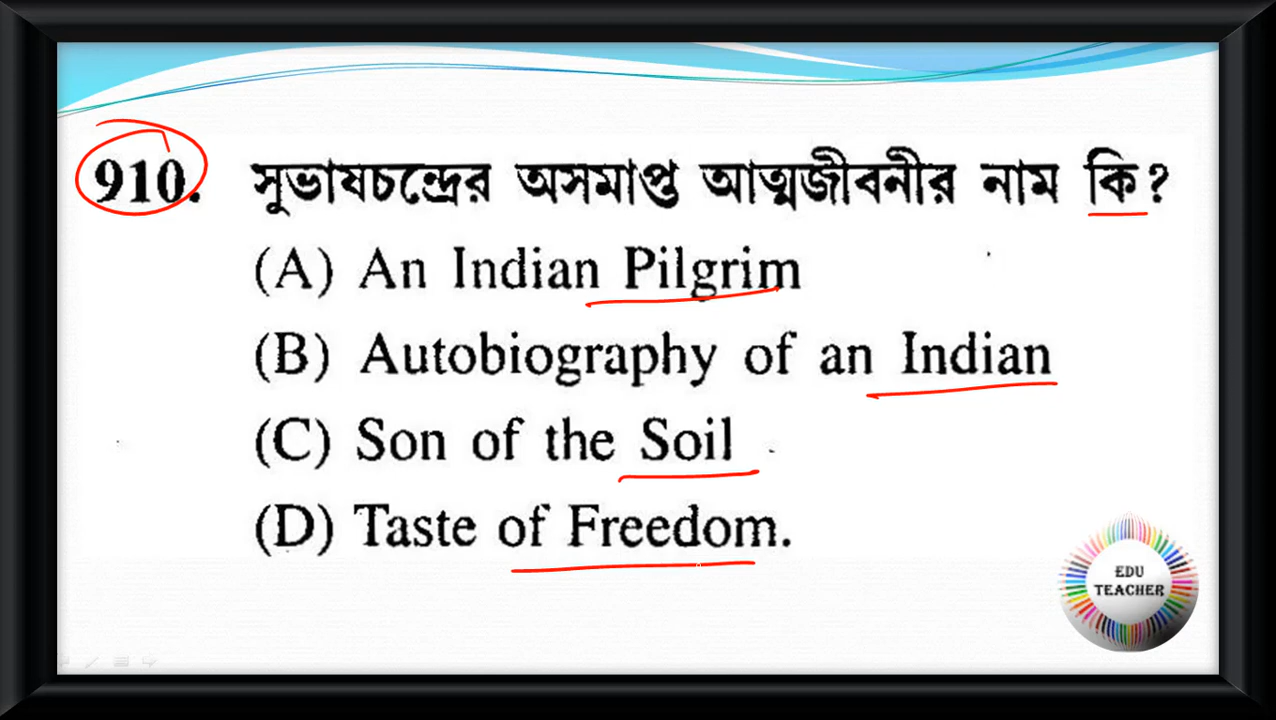 910. সুভাষচন্দ্রের অসমাপ্ত আত্মজীবনীর নাম কি?
(A) An Indian Pilgrim
(B) Autobiography of an Indian
(C) Son of the Soil
(D) Taste of Freedom.
EDU
TEACHER